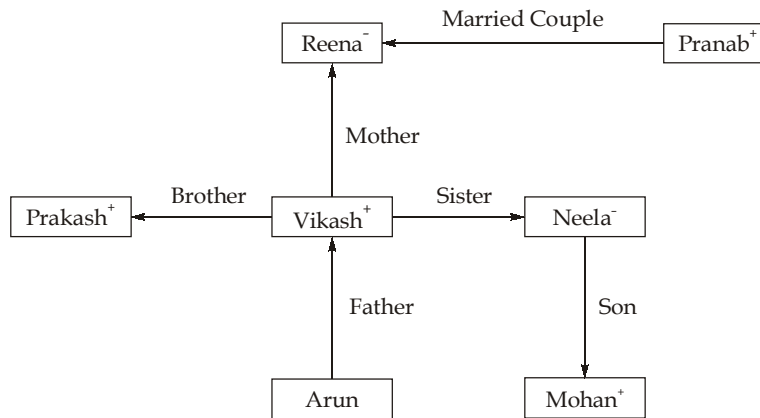 Married Couple
Reena⁻
Pranab⁺
Mother
Brother
Sister
Prakash⁺
Vikash⁺
Neela⁻
Father
Son
Arun
Mohan⁺